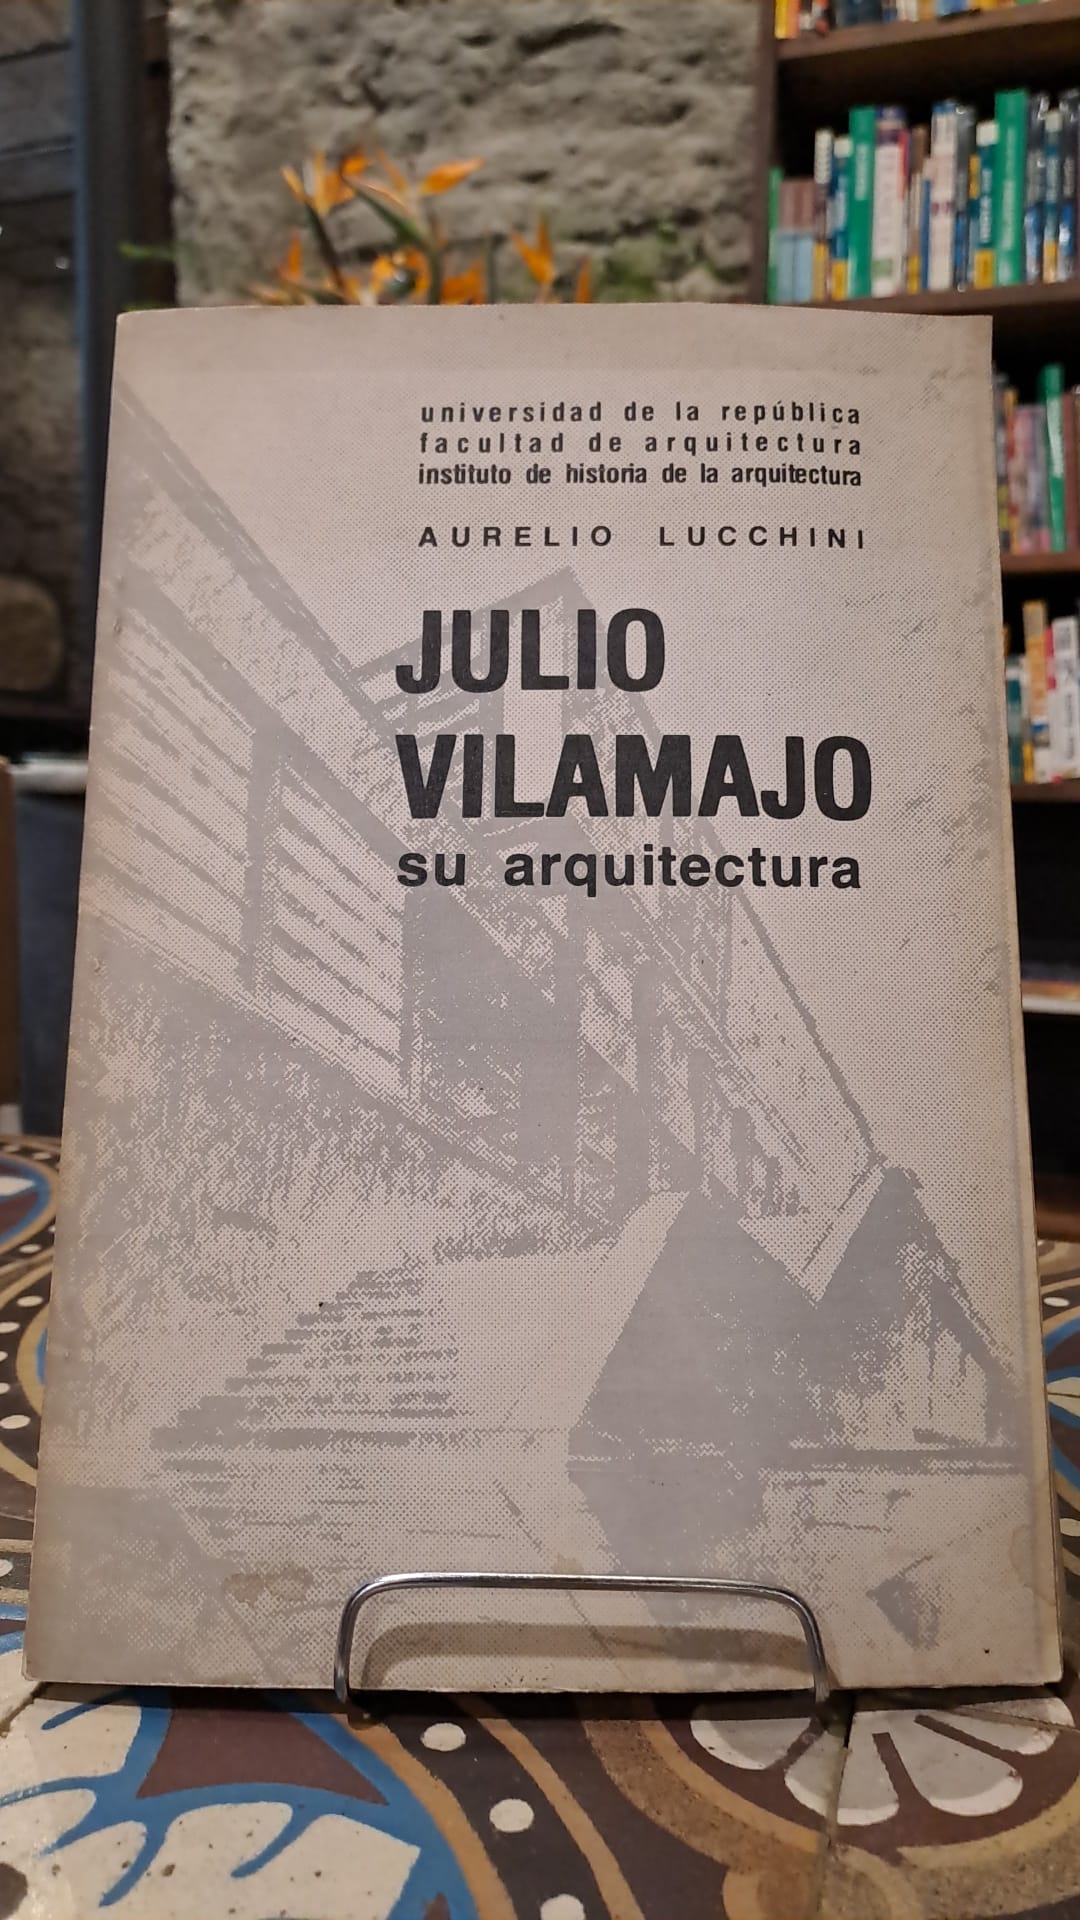 universidad de la república
facultad de arquitectura
instituto de historia de la arquitectura
AURELIO LUCCHINI
JULIO
VILAMAJO
su arquitectura